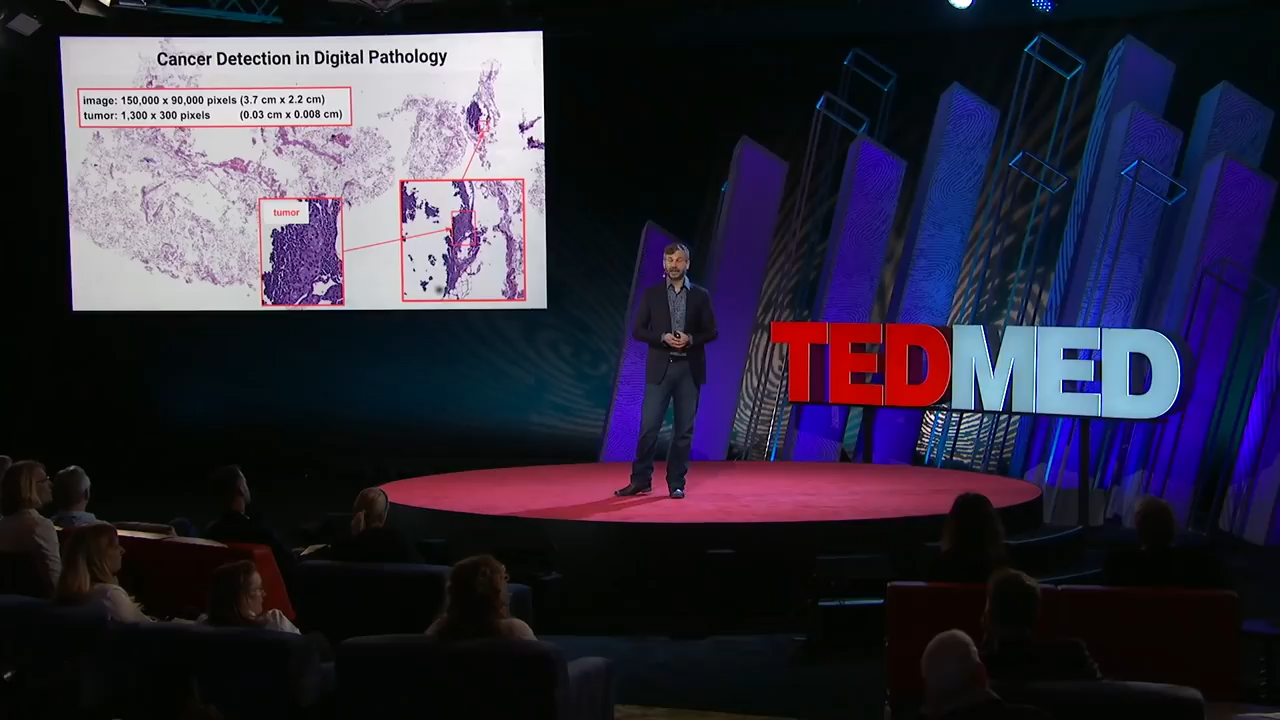 Cancer Detection in Digital Pathology
image: 150,000 x 90,000 pixels (3.7 cm x 2.2 cm)
tumor: 1,300 x 300 pixels (0.03 cm x 0.008 cm)
tumor
TEDMED